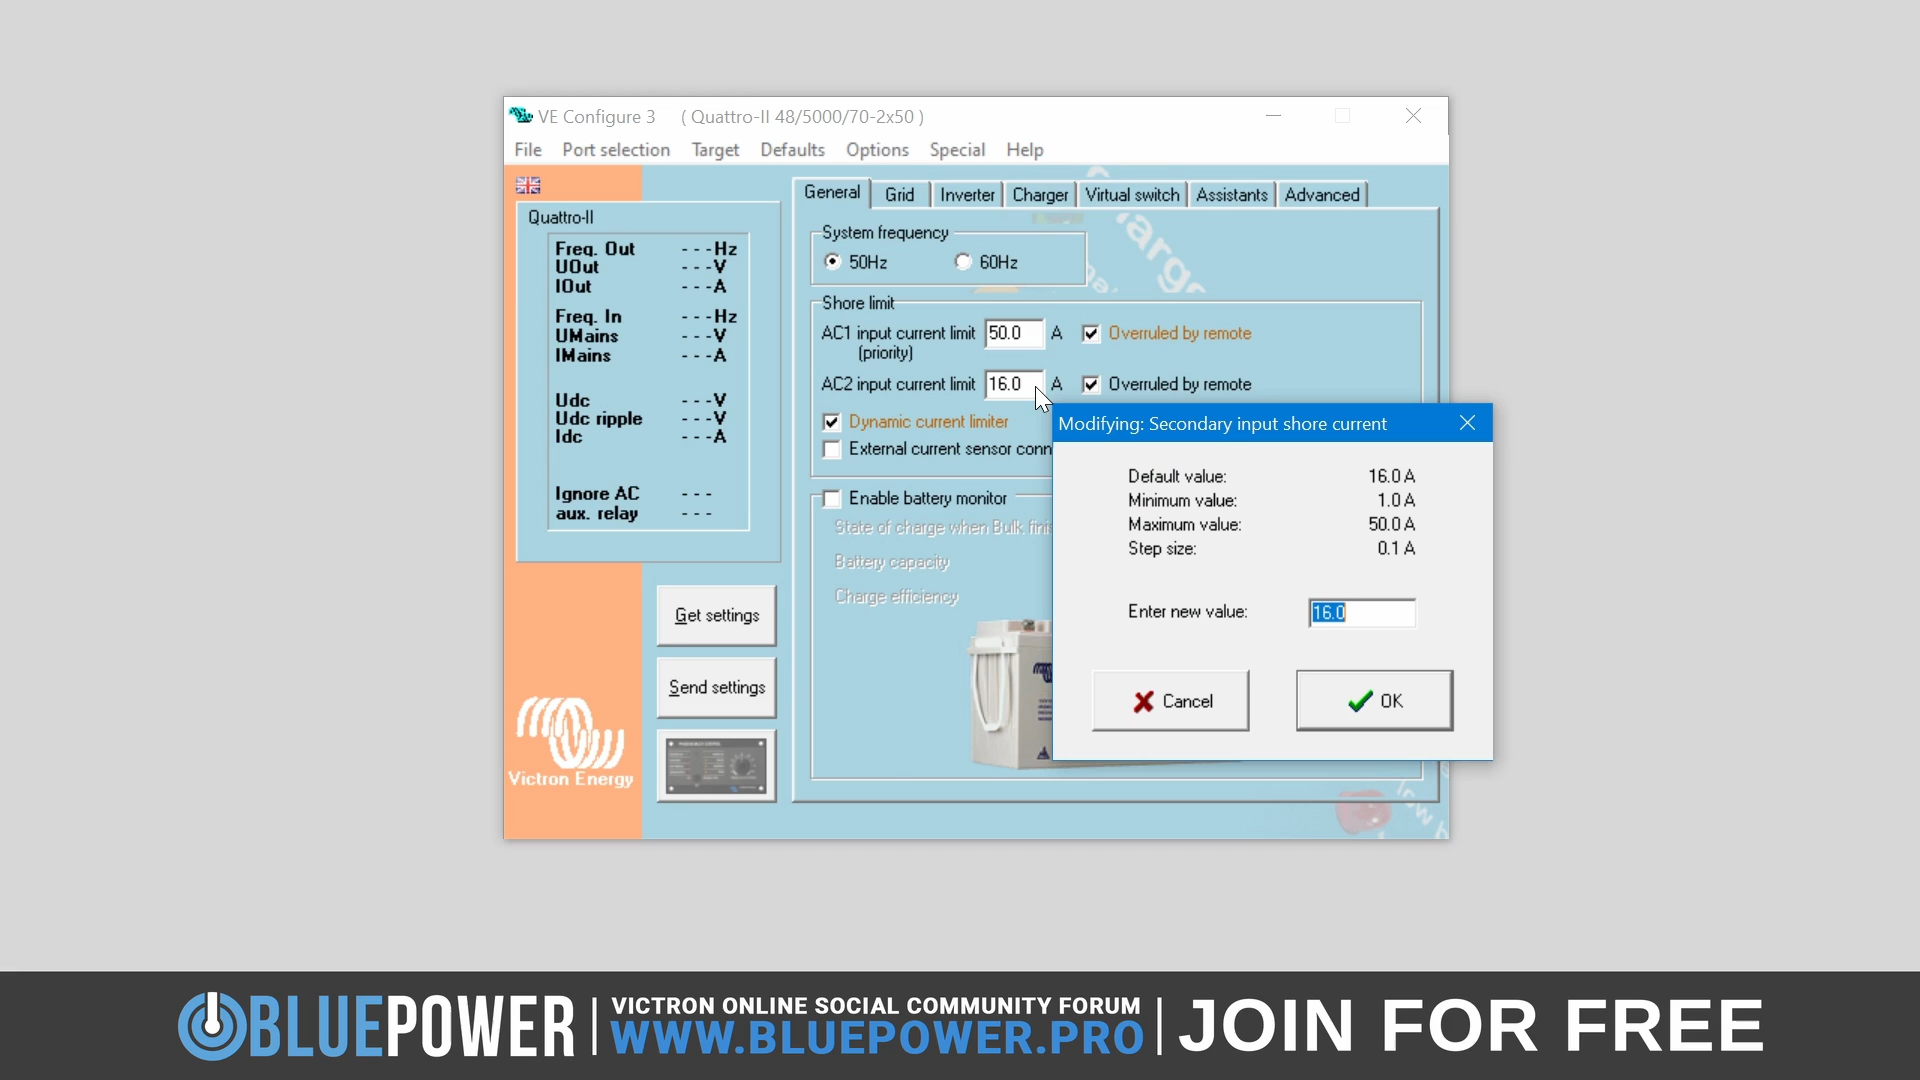 VE Configure 3 ( Quattro-II 48/5000/70-2x50 )
File Port selection Target Defaults Options Special Help
General Grid Inverter Charger Virtual switch Assistants Advanced
Quattro-II
Freq. Out ---Hz
UOut ---V
IOut ---A
Freq. In ---Hz
UMains ---V
IMains ---A
Udc ---V
Udc ripple ---V
Idc ---A
Ignore AC ---
aux. relay ---
Get settings
Send settings
Victron Energy
System frequency
50Hz 60Hz
Shore limit
AC1 input current limit 50.0 A Overruled by remote
(priority)
AC2 input current limit 16.0 A Overruled by remote
Dynamic current limiter
External current sensor conn
Enable battery monitor
State of charge when Bulk fini
Battery capacity
Charge efficiency
Modifying: Secondary input shore current
Default value: 16.0 A
Minimum value: 1.0 A
Maximum value: 50.0 A
Step size: 0.1 A
Enter new value: 16.0
Cancel OK
BLUEPOWER
VICTRON ONLINE SOCIAL COMMUNITY FORUM
WWW.BLUEPOWER.PRO
JOIN FOR FREE